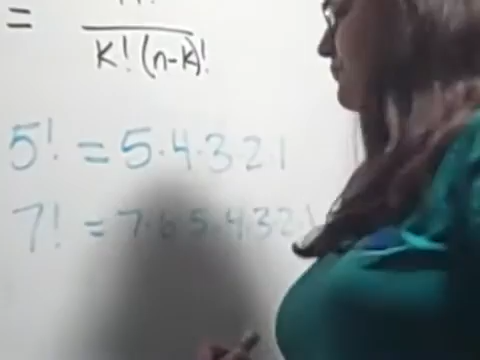 =
k!(n-k)!
5! = 5·4·3·2·1
7! = 7·6·5·4·3·2·1